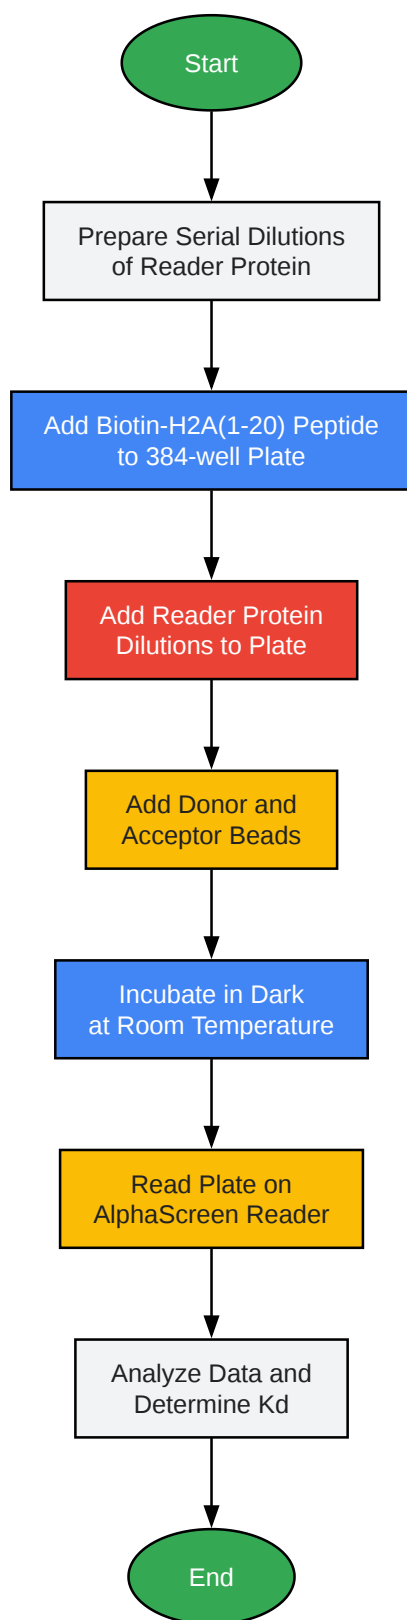 Start
Prepare Serial Dilutions
of Reader Protein
Add Biotin-H2A(1-20) Peptide
to 384-well Plate
Add Reader Protein
Dilutions to Plate
Add Donor and
Acceptor Beads
Incubate in Dark
at Room Temperature
Read Plate on
AlphaScreen Reader
Analyze Data and
Determine Kd
End